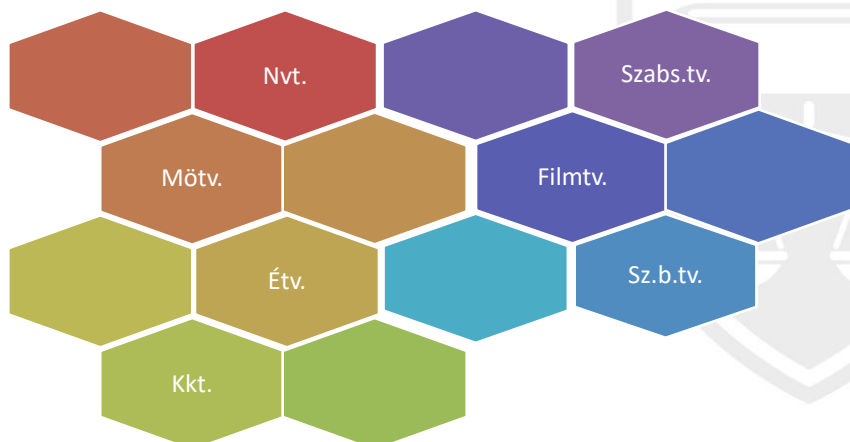 Nvt.
Szabs.tv.
Mötv.
Filmtv.
Étv.
Sz.b.tv.
Kkt.